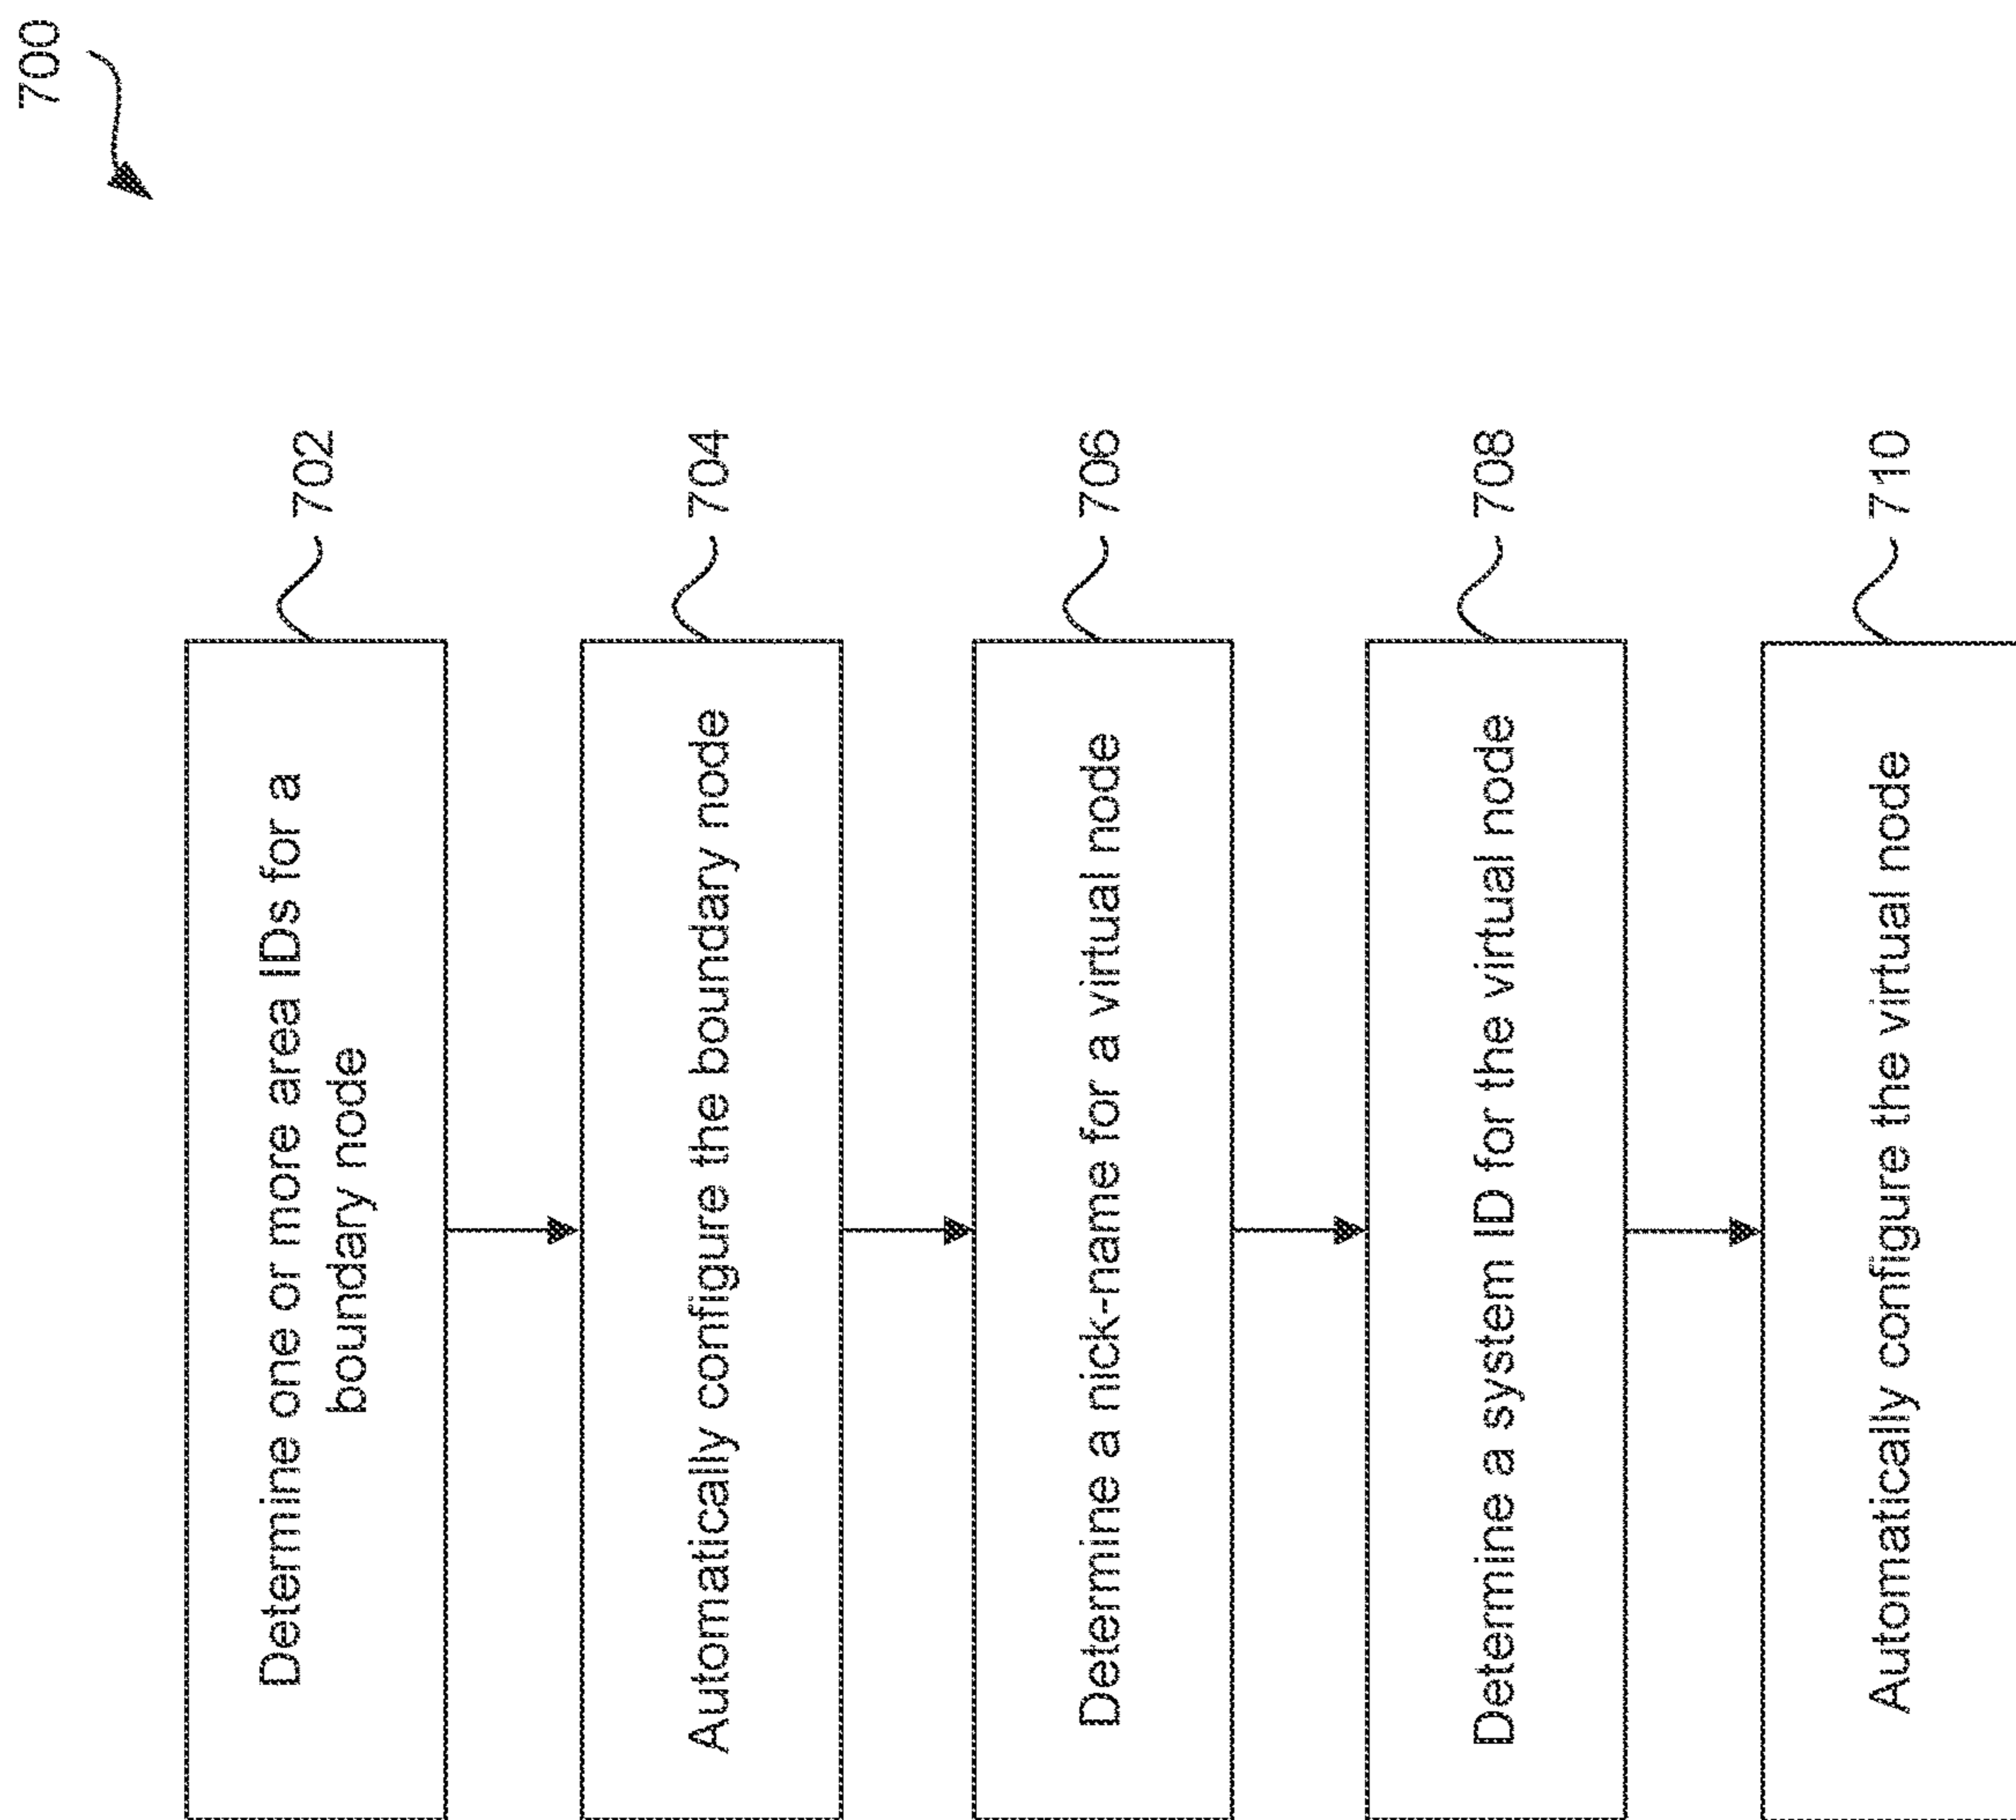 700
Determine one or more area IDs for a
boundary node
702
Automatically configure the boundary node
704
Determine a nick-name for a virtual node
706
Determine a system ID for the virtual node
708
Automatically configure the virtual node
710